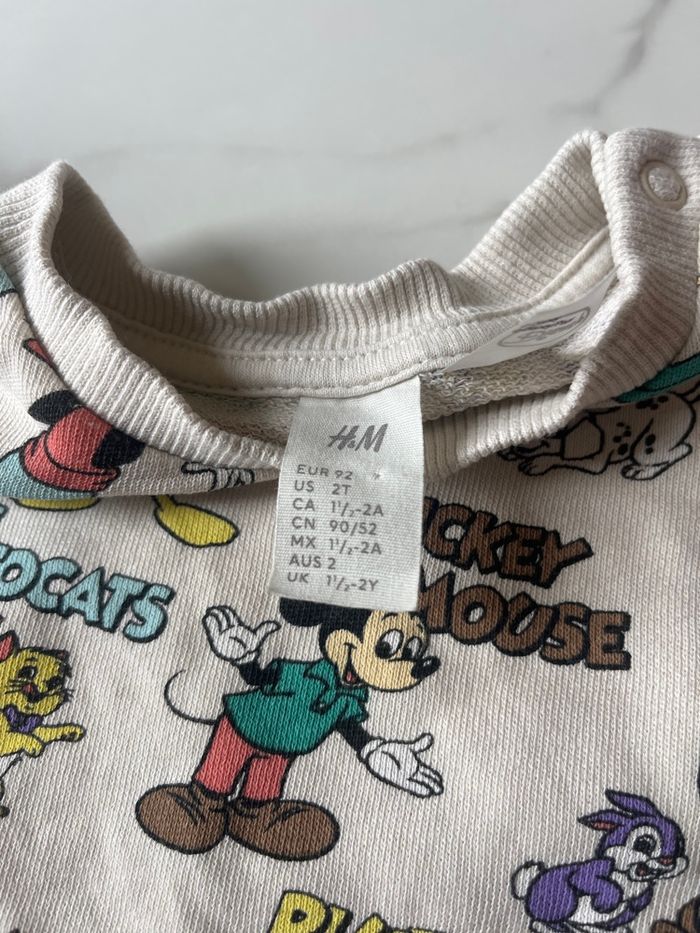 H&M
EUR 92
US 2T
CA 1½-2A
CN 90/52
MX 1½-2A
AUS 2
UK 1½-2Y
MICKEY
MOUSE
OCATS